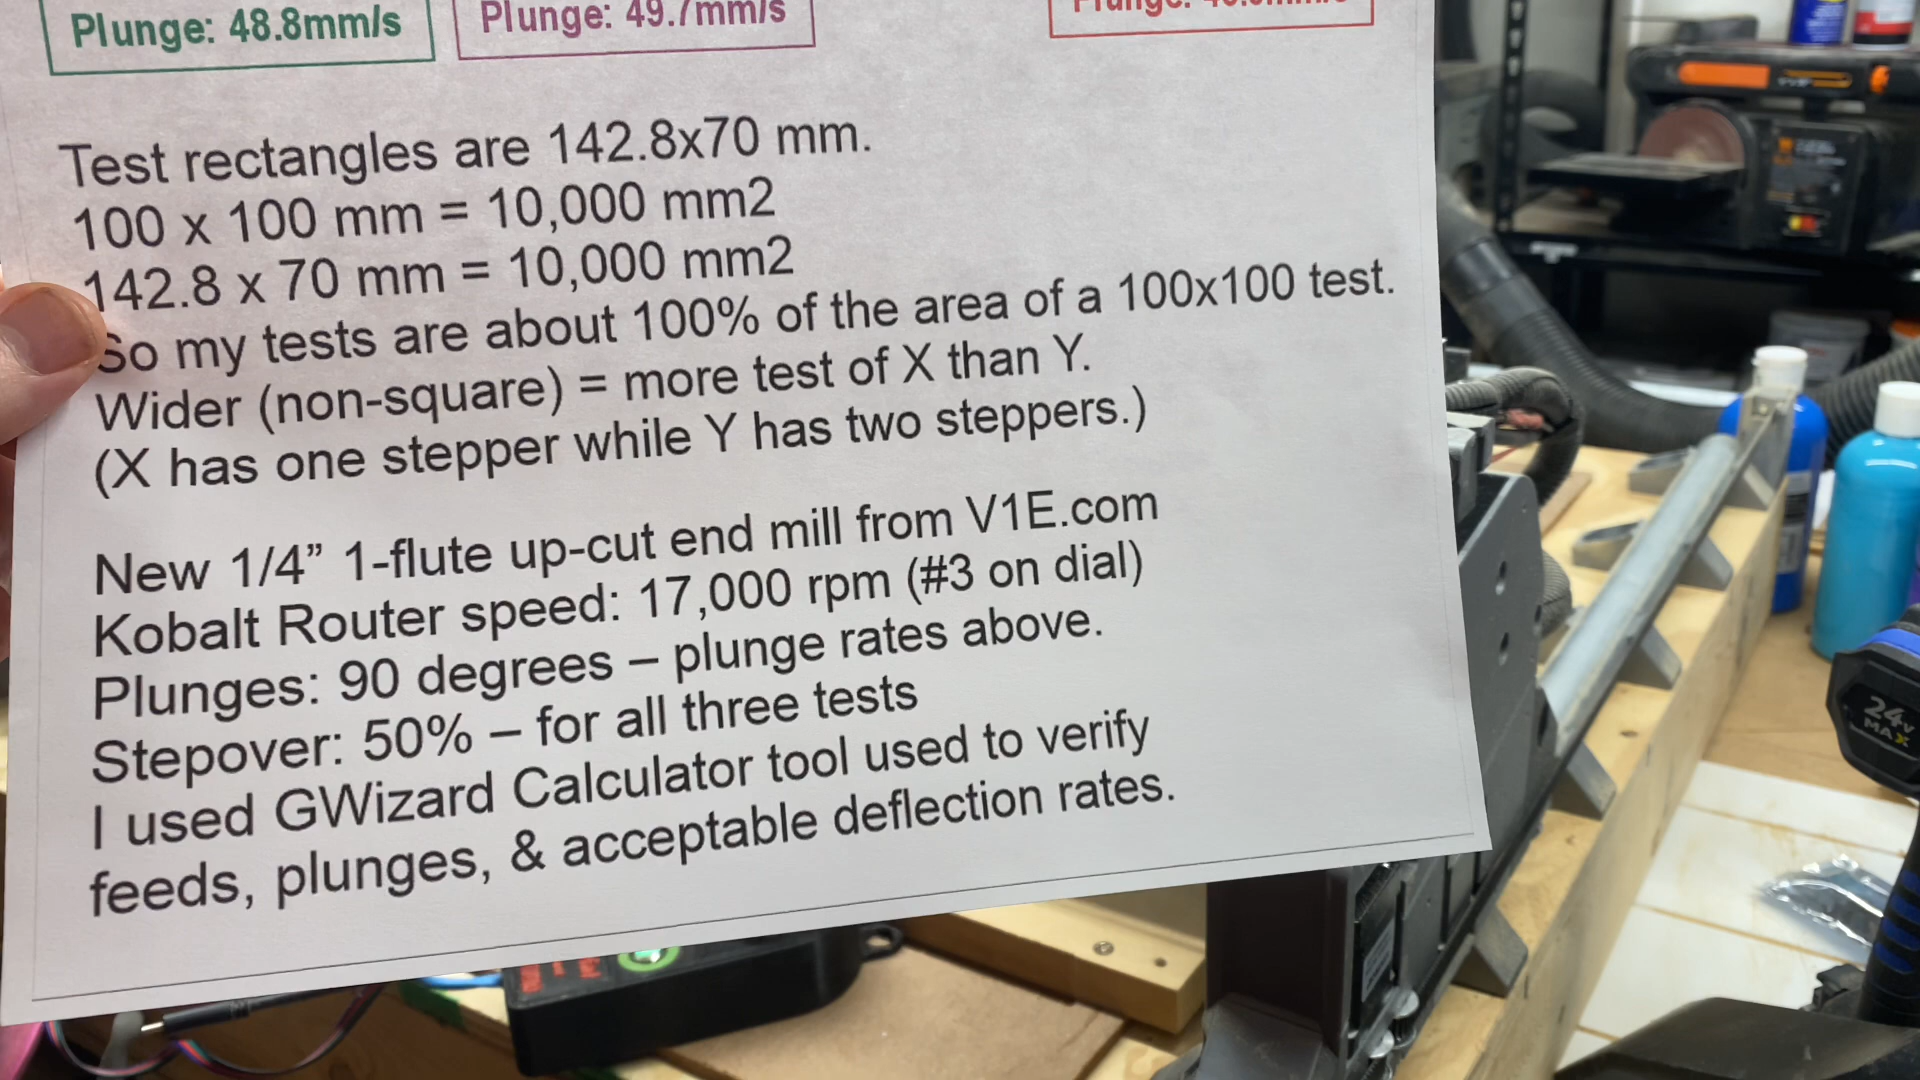 Plunge: 48.8mm/s
Plunge: 49.7mm/s
Plunge:
Test rectangles are 142.8x70 mm.
100 x 100 mm = 10,000 mm2
142.8 x 70 mm = 10,000 mm2
So my tests are about 100% of the area of a 100x100 test.
Wider (non-square) = more test of X than Y.
(X has one stepper while Y has two steppers.)
New 1/4” 1-flute up-cut end mill from V1E.com
Kobalt Router speed: 17,000 rpm (#3 on dial)
Plunges: 90 degrees – plunge rates above.
Stepover: 50% – for all three tests
I used GWizard Calculator tool used to verify
feeds, plunges, & acceptable deflection rates.
24v
MAX